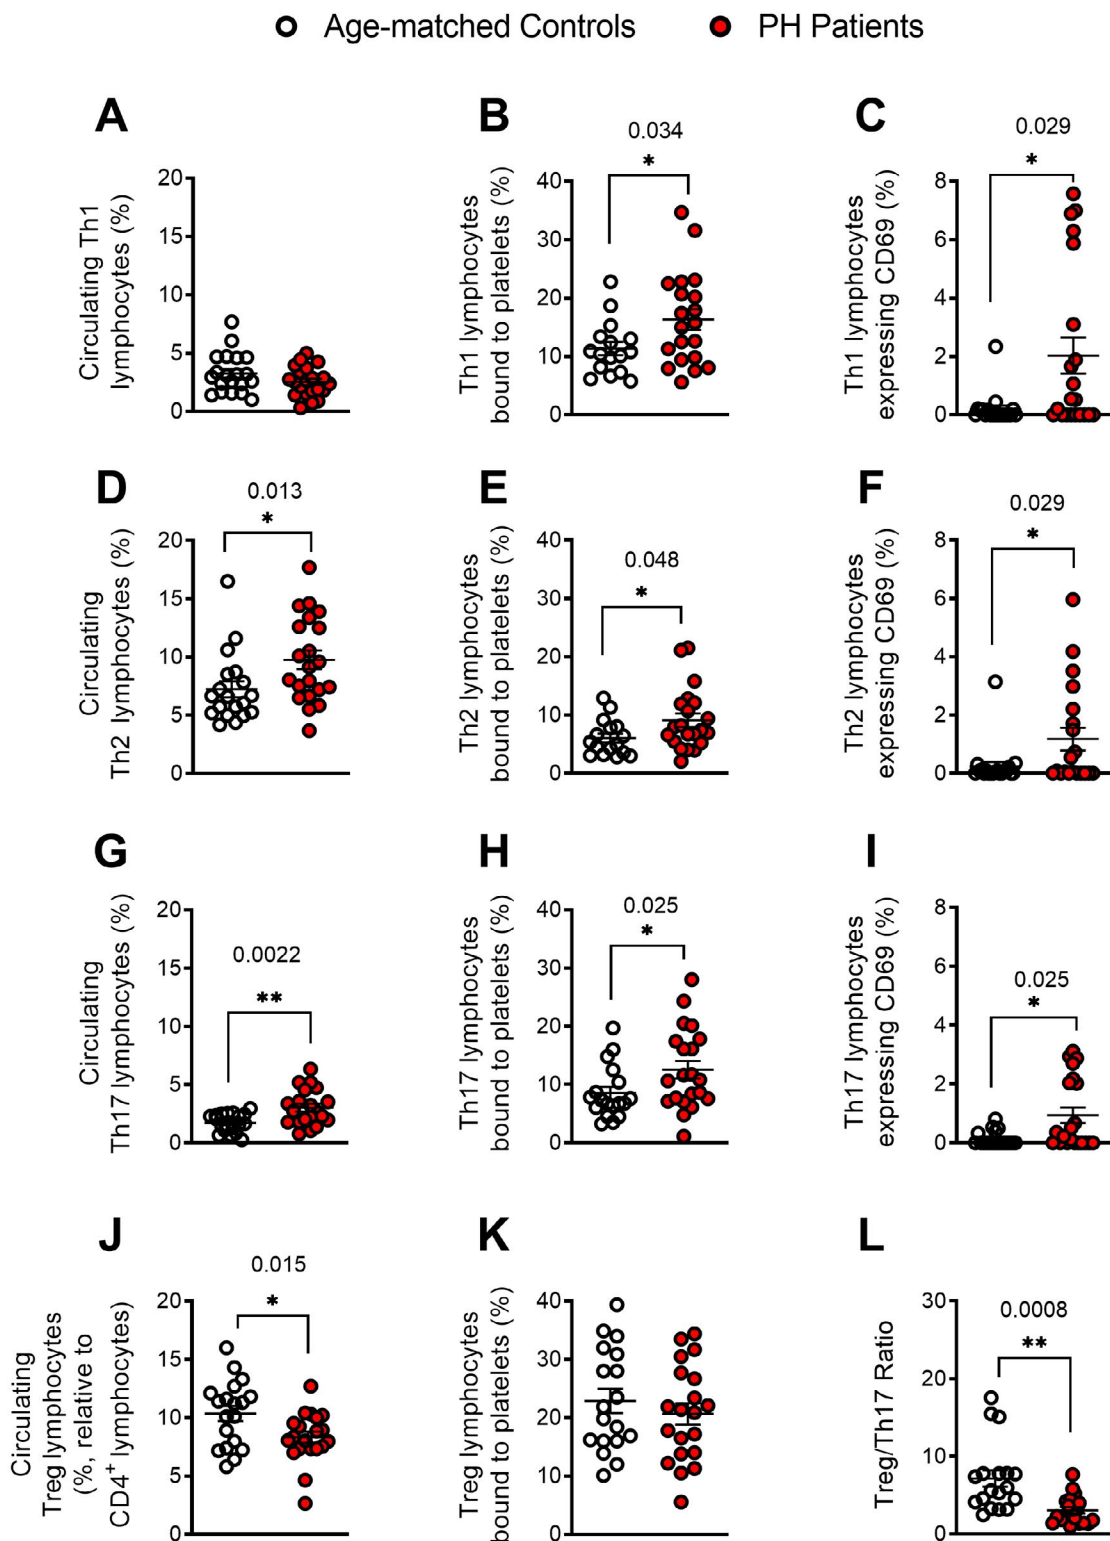 Age-matched Controls PH Patients
A
Circulating Th1
lymphocytes (%)
20
15
10
5
0
B
0.034
*
Th1 lymphocytes
bound to platelets (%)
40
30
20
10
0
C
0.029
*
Th1 lymphocytes
expressing CD69 (%)
8
6
4
2
0
D
0.013
*
Circulating
Th2 lymphocytes (%)
20
15
10
5
0
E
0.048
*
Th2 lymphocytes
bound to platelets (%)
40
30
20
10
0
F
0.029
*
Th2 lymphocytes
expressing CD69 (%)
8
6
4
2
0
G
0.0022
**
Circulating
Th17 lymphocytes (%)
20
15
10
5
0
H
0.025
*
Th17 lymphocytes
bound to platelets (%)
40
30
20
10
0
I
0.025
*
Th17 lymphocytes
expressing CD69 (%)
8
6
4
2
0
J
0.015
*
Circulating
Treg lymphocytes
(%, relative to
CD4⁺ lymphocytes)
20
15
10
5
0
K
Treg lymphocytes
bound to platelets (%)
40
30
20
10
0
L
0.0008
**
Treg/Th17 Ratio
30
20
10
0